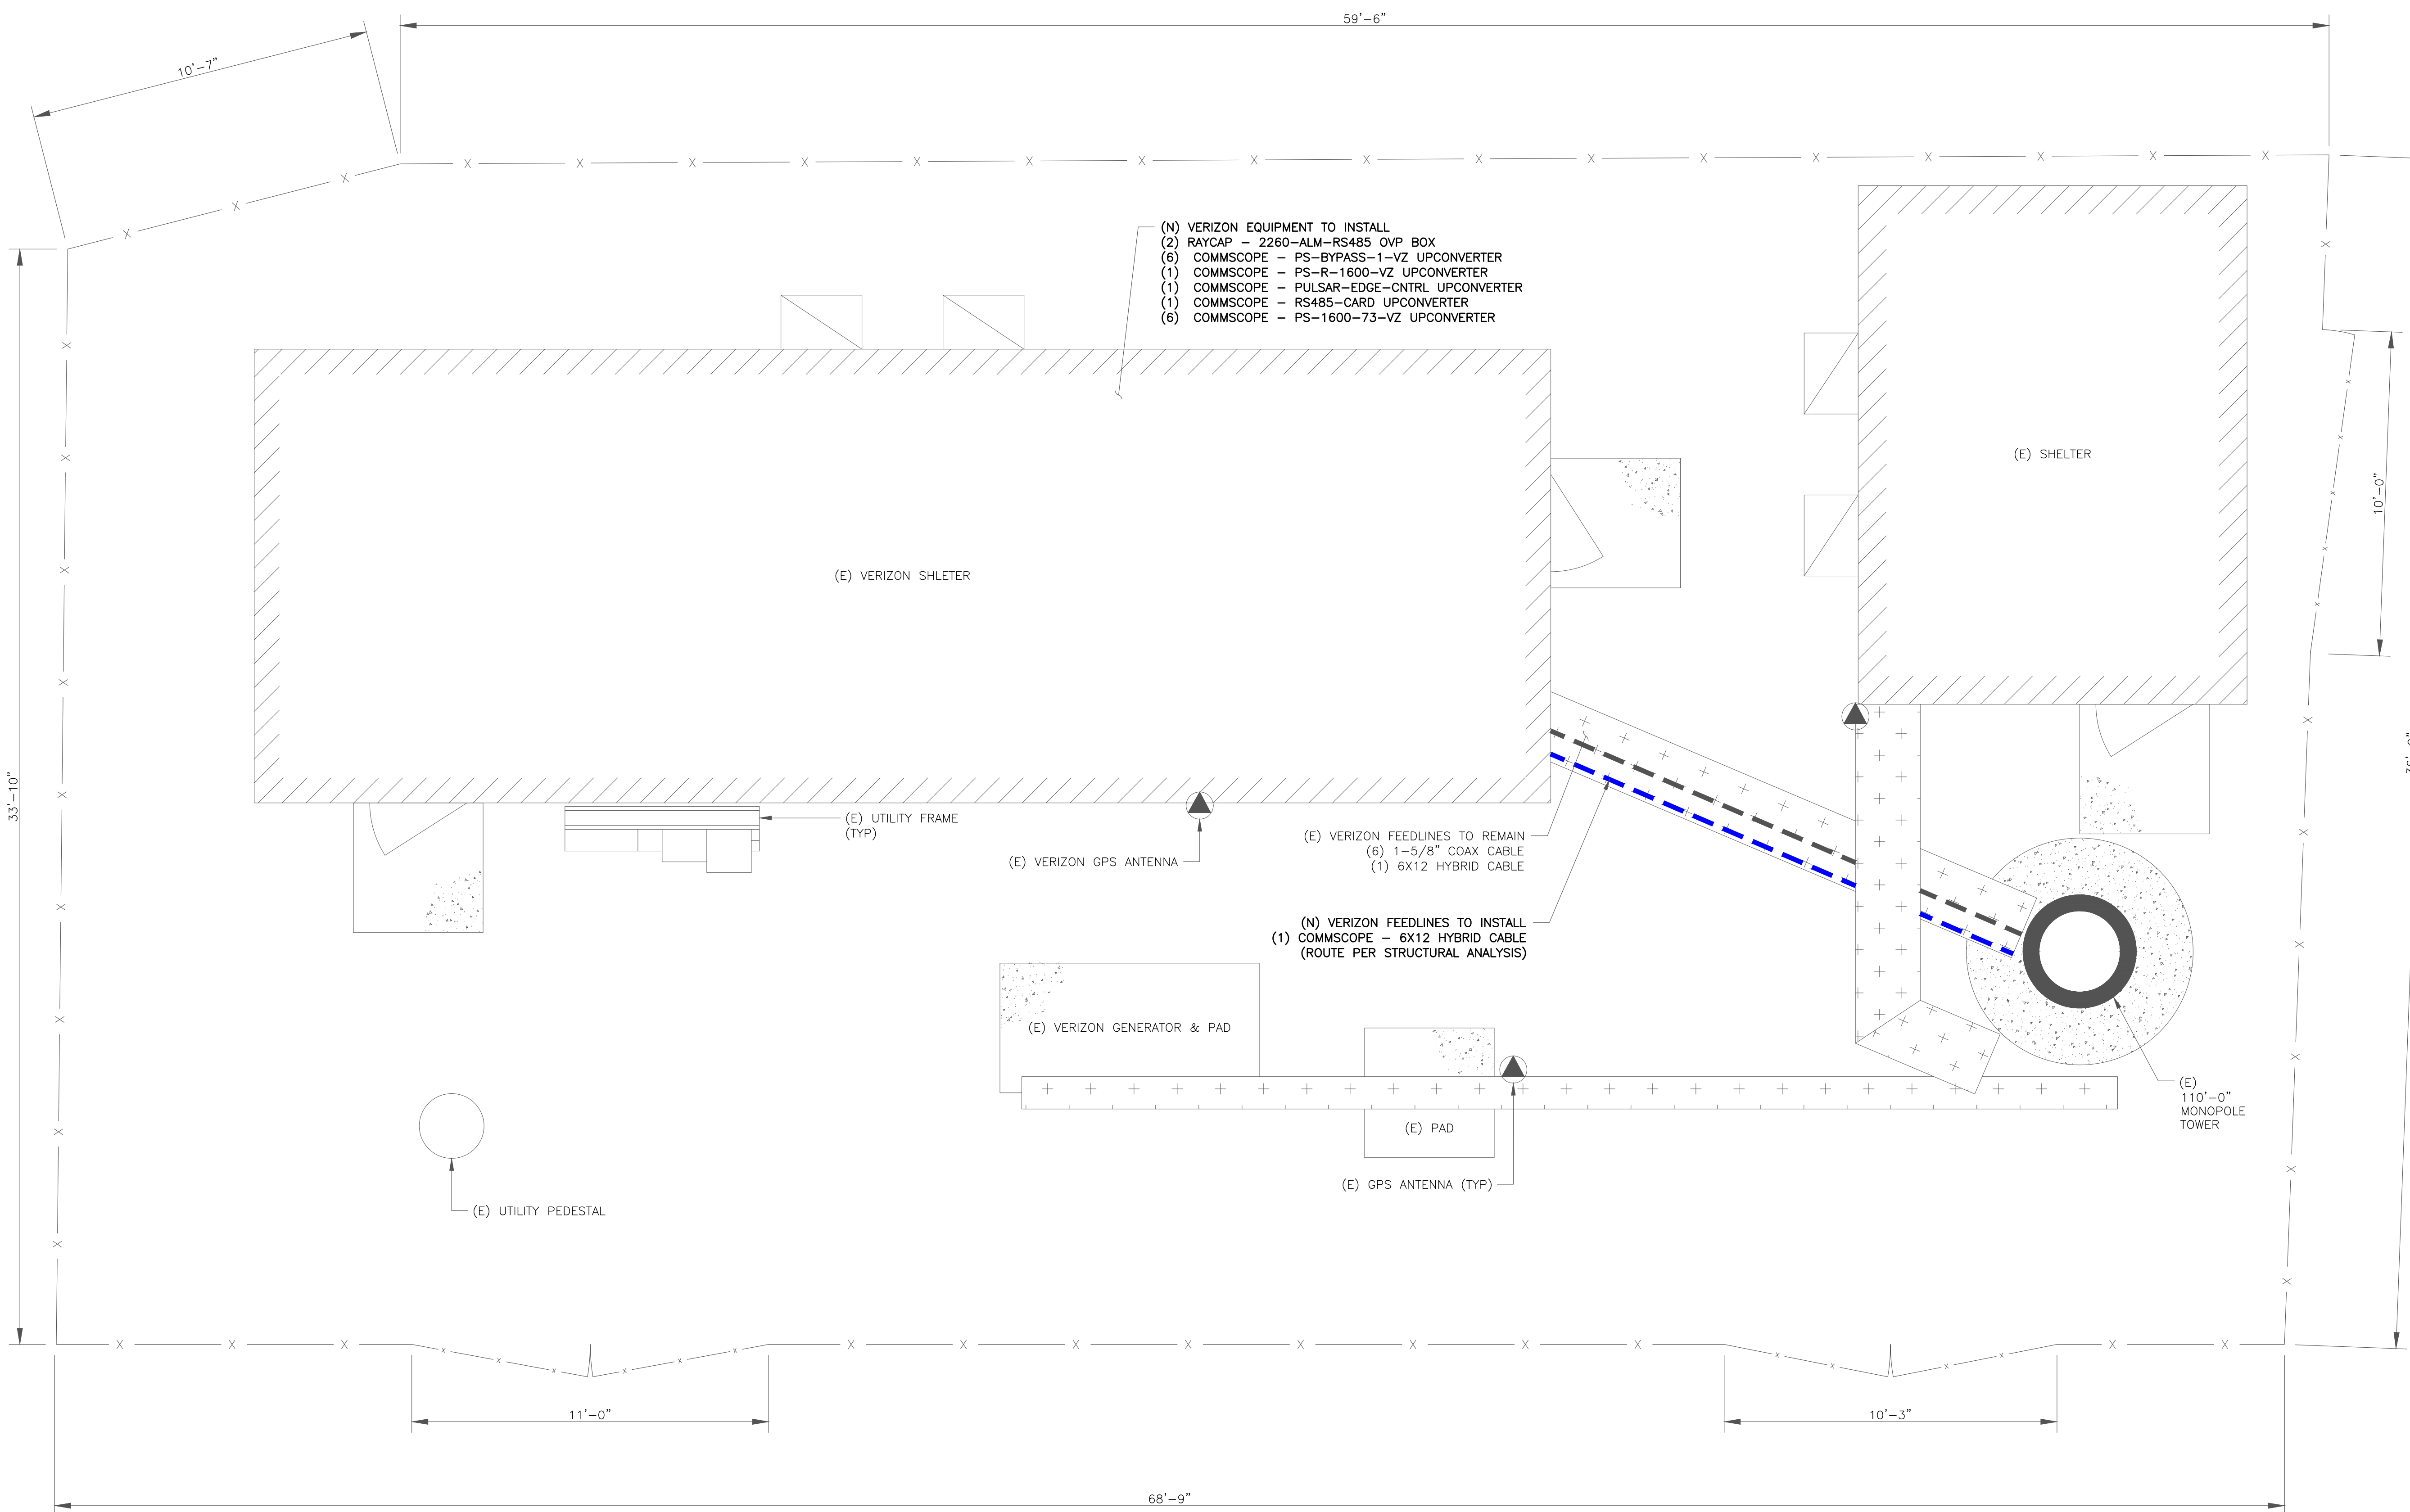 59'-6"
10'-7"
(N) VERIZON EQUIPMENT TO INSTALL
(2) RAYCAP - 2260-ALM-RS485 OVP BOX
(6) COMMSCOPE - PS-BYPASS-1-VZ UPCONVERTER
(1) COMMSCOPE - PS-R-1600-VZ UPCONVERTER
(1) COMMSCOPE - PULSAR-EDGE-CNTRL UPCONVERTER
(1) COMMSCOPE - RS485-CARD UPCONVERTER
(6) COMMSCOPE - PS-1600-73-VZ UPCONVERTER
(E) SHELTER
10'-0"
(E) VERIZON SHLETER
33'-10"
(E) UTILITY FRAME
(TYP)
(E) VERIZON GPS ANTENNA
(E) VERIZON FEEDLINES TO REMAIN
(6) 1-5/8" COAX CABLE
(1) 6X12 HYBRID CABLE
(N) VERIZON FEEDLINES TO INSTALL
(1) COMMSCOPE - 6X12 HYBRID CABLE
(ROUTE PER STRUCTURAL ANALYSIS)
(E) VERIZON GENERATOR & PAD
(E)
110'-0"
MONOPOLE
TOWER
(E) PAD
(E) GPS ANTENNA (TYP)
(E) UTILITY PEDESTAL
11'-0"
10'-3"
68'-9"